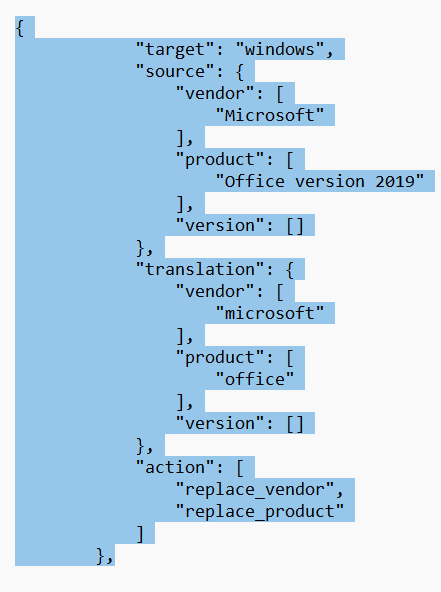 {
            "target": "windows",
            "source": {
                "vendor": [
                    "Microsoft"
                ],
                "product": [
                    "Office version 2019"
                ],
                "version": []
            },
            "translation": {
                "vendor": [
                    "microsoft"
                ],
                "product": [
                    "office"
                ],
                "version": []
            },
            "action": [
                "replace_vendor",
                "replace_product"
            ]
        },